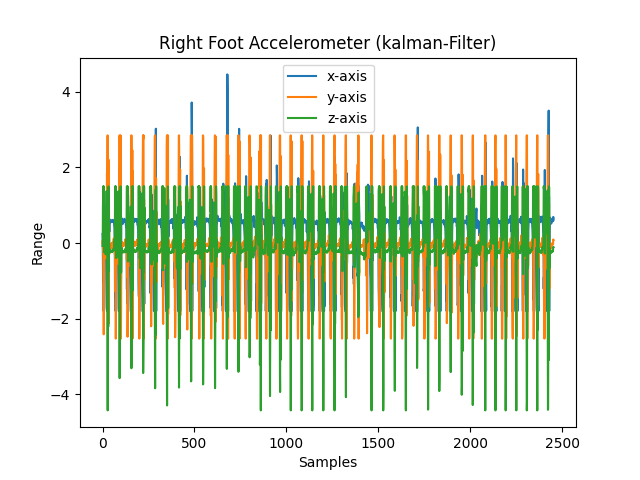 Right Foot Accelerometer (kalman-Filter)
x-axis
y-axis
z-axis
Range
4
2
0
−2
−4
0
500
1000
1500
2000
2500
Samples